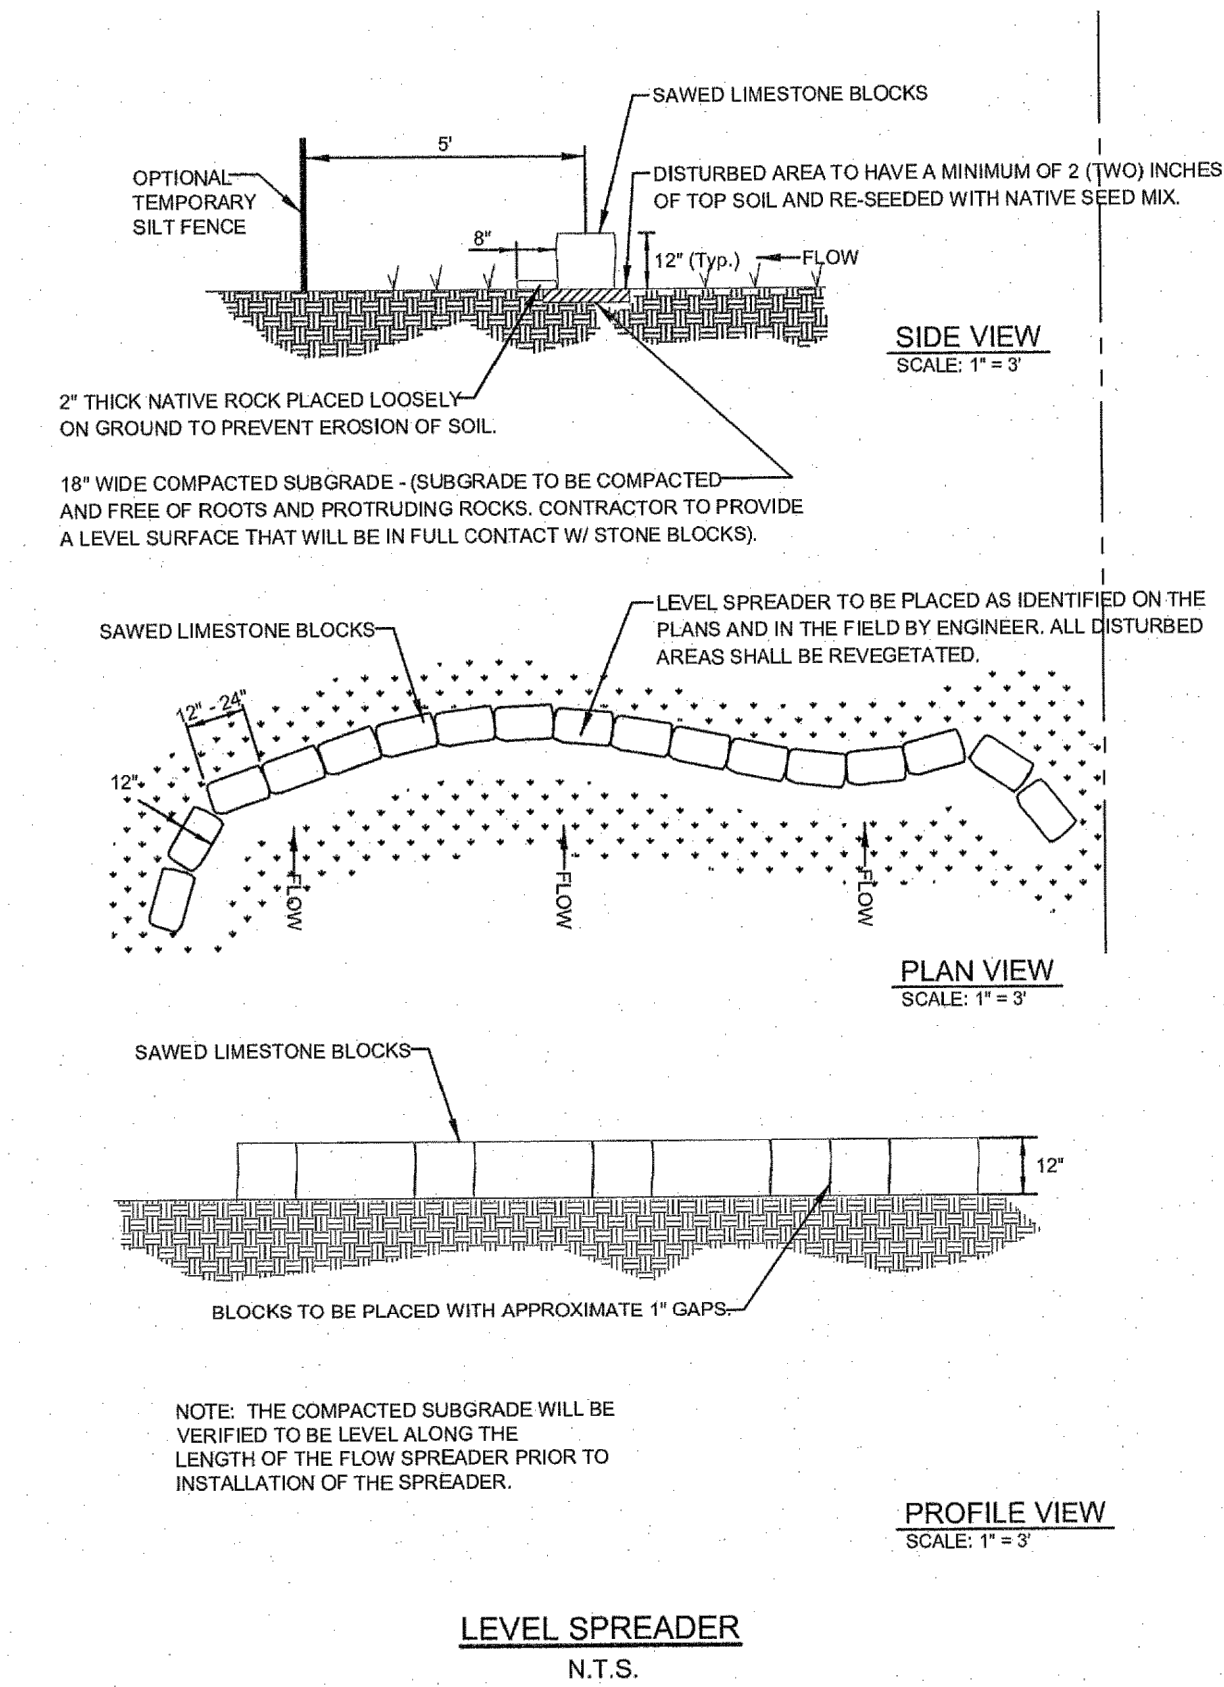 SAWED LIMESTONE BLOCKS
5'
OPTIONAL
TEMPORARY
SILT FENCE
DISTURBED AREA TO HAVE A MINIMUM OF 2 (TWO) INCHES
OF TOP SOIL AND RE-SEEDED WITH NATIVE SEED MIX.
8"
12" (Typ.)
FLOW
SIDE VIEW
SCALE: 1" = 3'
2" THICK NATIVE ROCK PLACED LOOSELY
ON GROUND TO PREVENT EROSION OF SOIL.
18" WIDE COMPACTED SUBGRADE - (SUBGRADE TO BE COMPACTED
AND FREE OF ROOTS AND PROTRUDING ROCKS. CONTRACTOR TO PROVIDE
A LEVEL SURFACE THAT WILL BE IN FULL CONTACT W/ STONE BLOCKS).
LEVEL SPREADER TO BE PLACED AS IDENTIFIED ON THE
PLANS AND IN THE FIELD BY ENGINEER. ALL DISTURBED
AREAS SHALL BE REVEGETATED.
SAWED LIMESTONE BLOCKS
12" - 24"
12"
FLOW
FLOW
FLOW
PLAN VIEW
SCALE: 1" = 3'
SAWED LIMESTONE BLOCKS
12"
BLOCKS TO BE PLACED WITH APPROXIMATE 1" GAPS.
NOTE: THE COMPACTED SUBGRADE WILL BE
VERIFIED TO BE LEVEL ALONG THE
LENGTH OF THE FLOW SPREADER PRIOR TO
INSTALLATION OF THE SPREADER.
PROFILE VIEW
SCALE: 1" = 3'
LEVEL SPREADER
N.T.S.